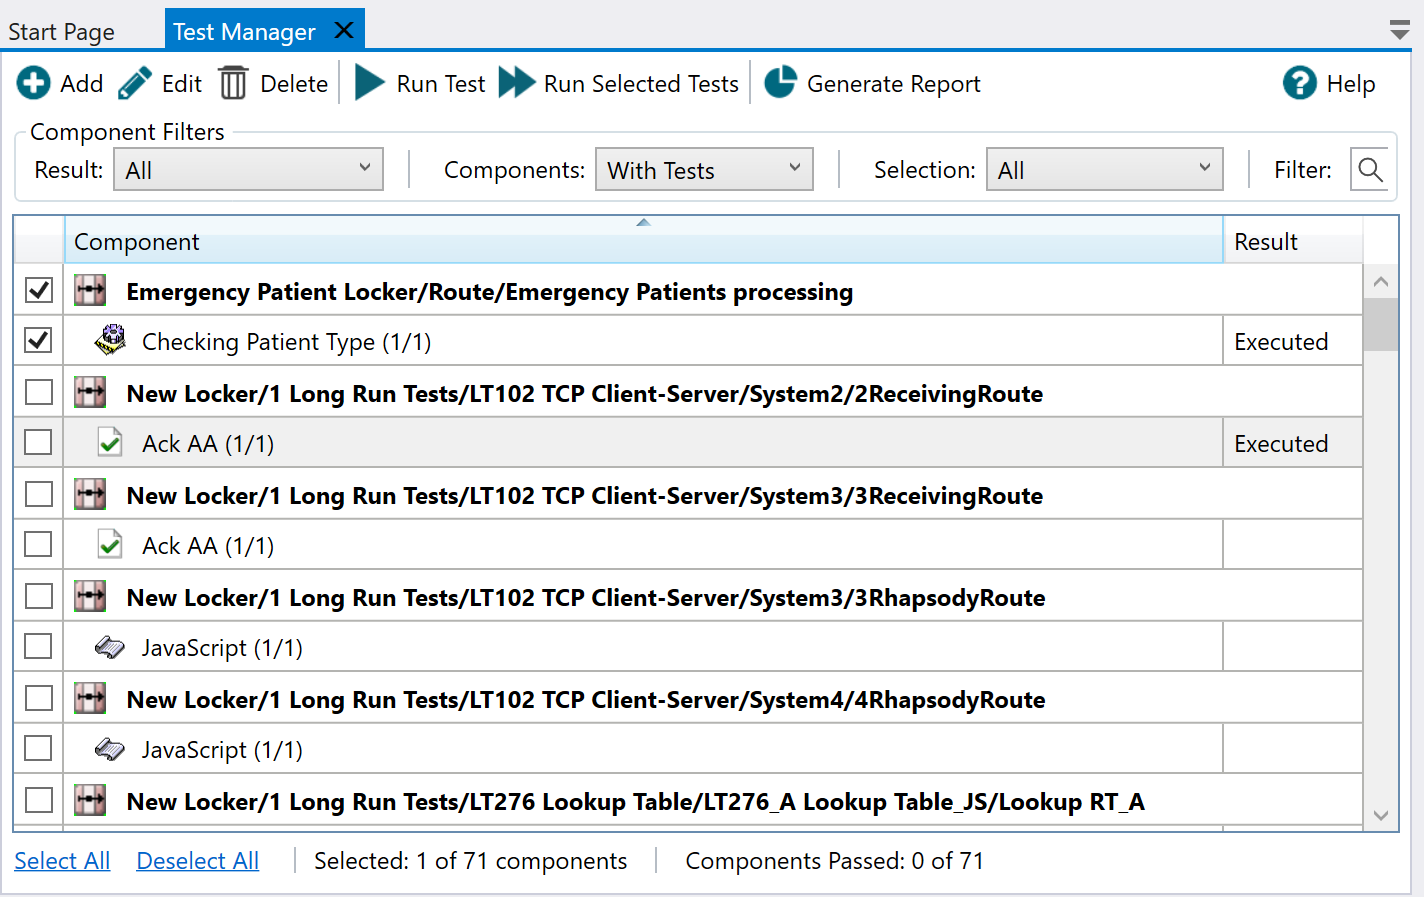 Start Page Test Manager
Add Edit Delete Run Test Run Selected Tests Generate Report Help
Component Filters
Result: All Components: With Tests Selection: All Filter:
Component Result
Emergency Patient Locker/Route/Emergency Patients processing
Checking Patient Type (1/1) Executed
New Locker/1 Long Run Tests/LT102 TCP Client-Server/System2/2ReceivingRoute
Ack AA (1/1) Executed
New Locker/1 Long Run Tests/LT102 TCP Client-Server/System3/3ReceivingRoute
Ack AA (1/1)
New Locker/1 Long Run Tests/LT102 TCP Client-Server/System3/3RhapsodyRoute
JavaScript (1/1)
New Locker/1 Long Run Tests/LT102 TCP Client-Server/System4/4RhapsodyRoute
JavaScript (1/1)
New Locker/1 Long Run Tests/LT276 Lookup Table/LT276_A Lookup Table_JS/Lookup RT_A
Select All Deselect All Selected: 1 of 71 components Components Passed: 0 of 71